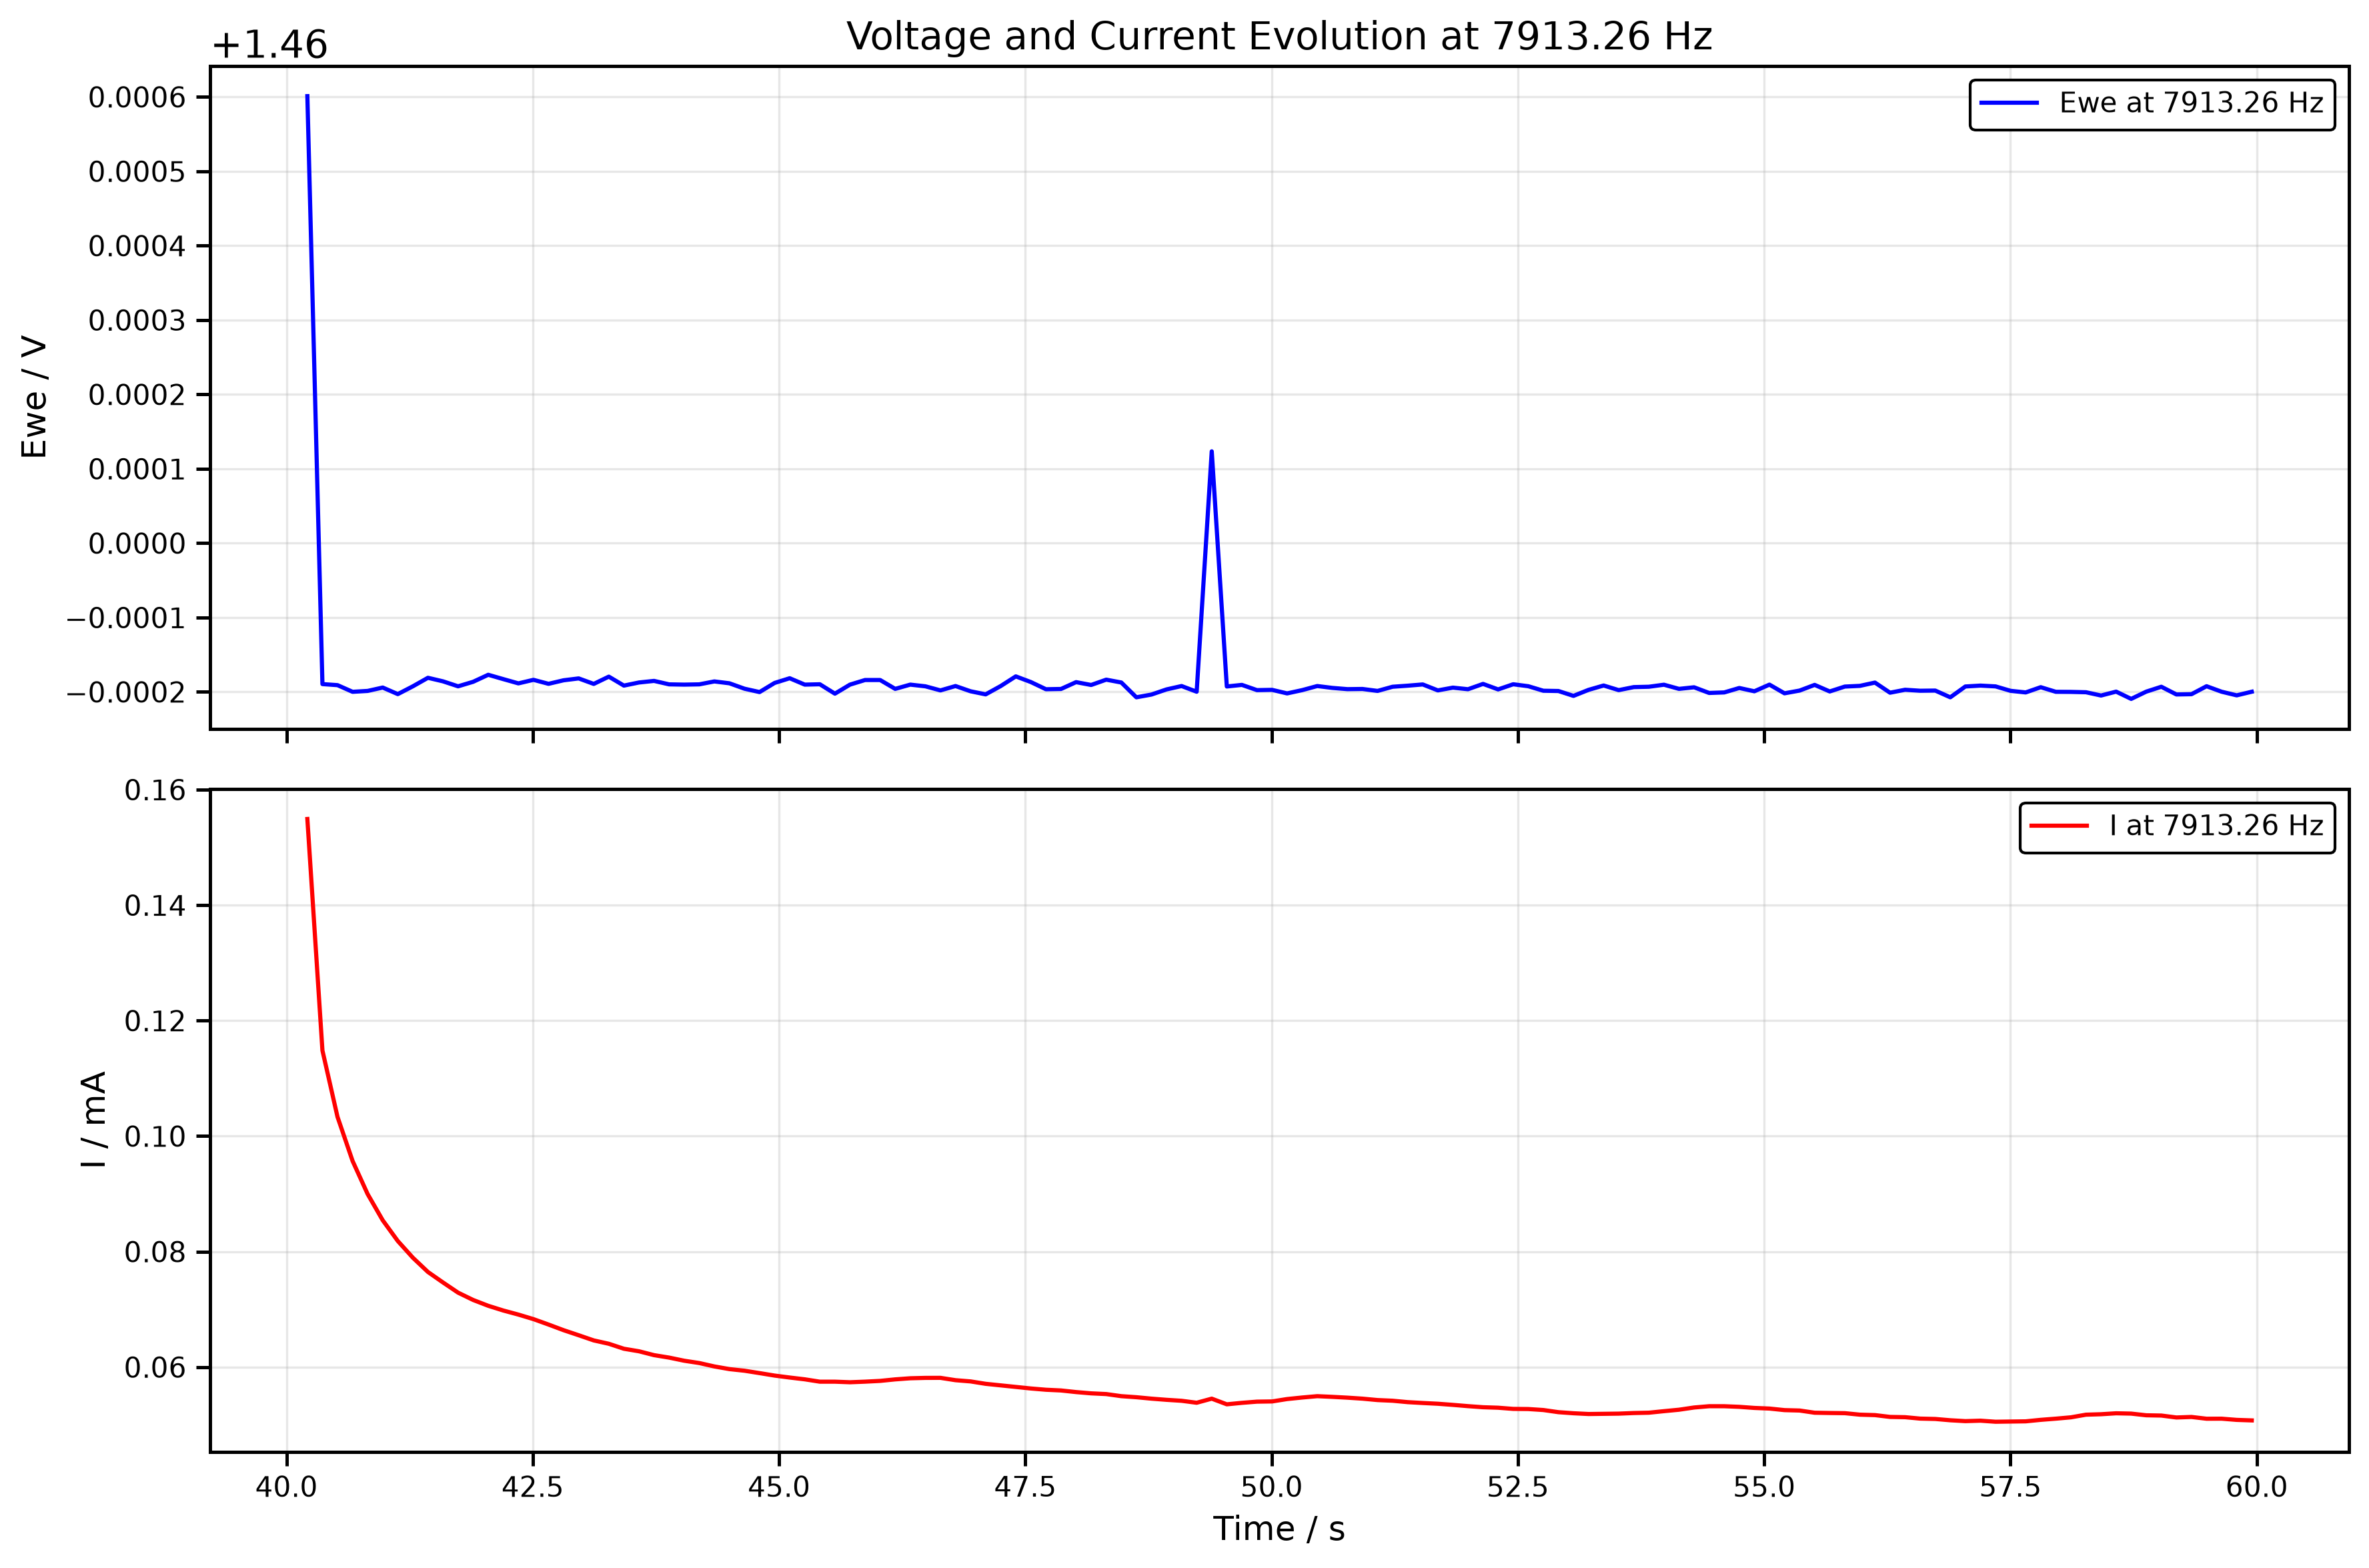 Voltage and Current Evolution at 7913.26 Hz
+1.46
Ewe at 7913.26 Hz
0.0006
0.0005
0.0004
0.0003
0.0002
0.0001
0.0000
−0.0001
−0.0002
Ewe / V
I at 7913.26 Hz
0.16
0.14
0.12
0.10
0.08
0.06
I / mA
40.0 42.5 45.0 47.5 50.0 52.5 55.0 57.5 60.0
Time / s